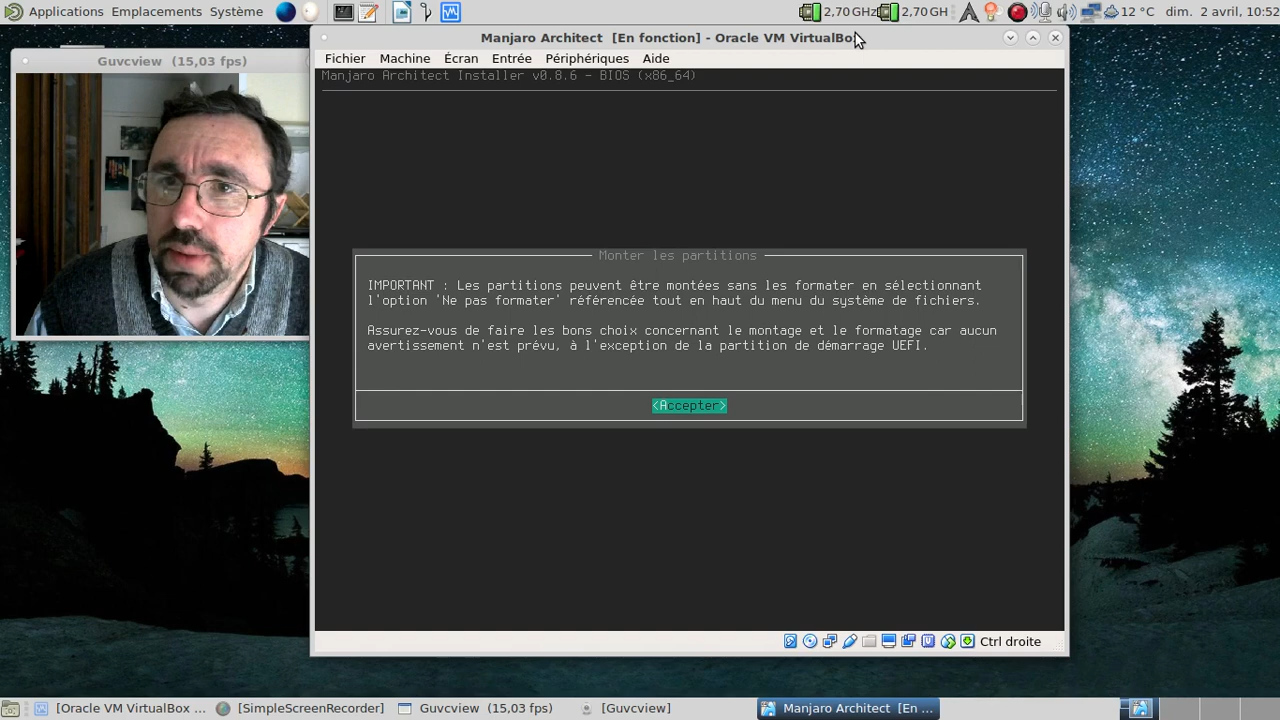 Applications Emplacements Système
2,70 GHz 2,70 GH 12 °C dim. 2 avril, 10:52
Guvcview (15,03 fps)
Manjaro Architect [En fonction] - Oracle VM VirtualBo
Fichier Machine Écran Entrée Périphériques Aide
Manjaro Architect Installer v0.8.6 - BIOS (x86_64)
Monter les partitions
IMPORTANT : Les partitions peuvent être montées sans les formater en sélectionnant
l'option 'Ne pas formater' référencée tout en haut du menu du système de fichiers.
Assurez-vous de faire les bons choix concernant le montage et le formatage car aucun
avertissement n'est prévu, à l'exception de la partition de démarrage UEFI.
<Accepter>
Ctrl droite
[Oracle VM VirtualBox ... [SimpleScreenRecorder] Guvcview (15,03 fps) [Guvcview] Manjaro Architect [En ...